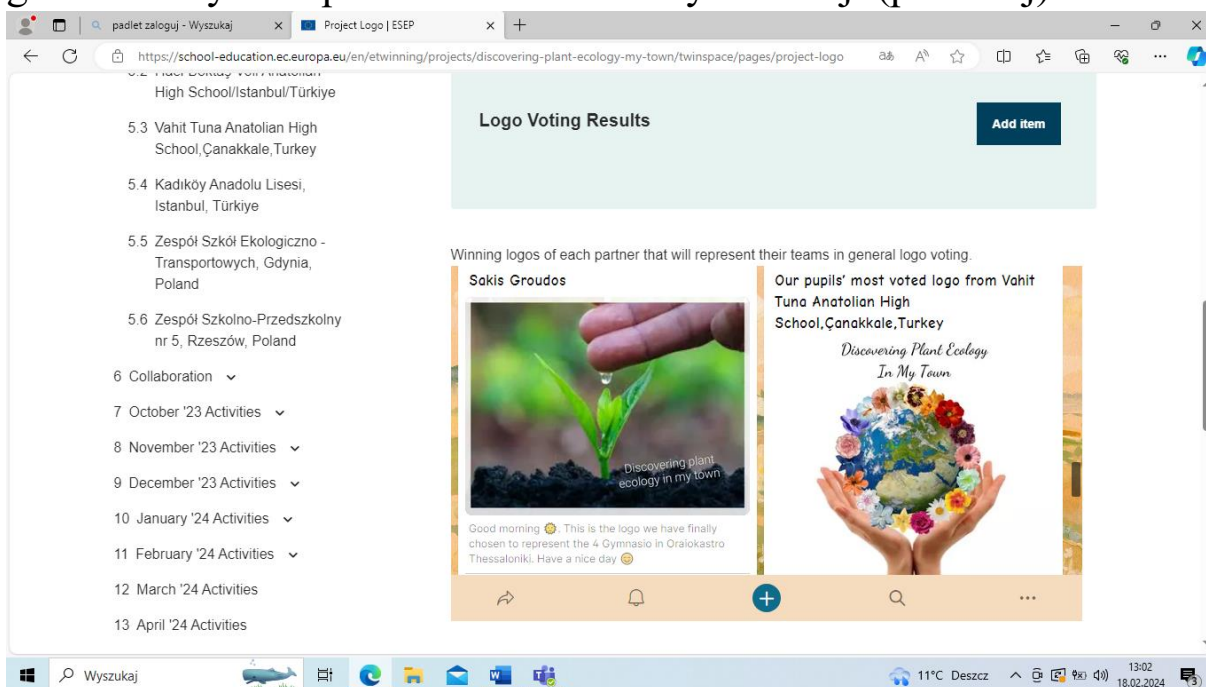 padlet zaloguj - Wyszukaj
Project Logo | ESEP
https://school-education.ec.europa.eu/en/etwinning/projects/discovering-plant-ecology-my-town/twinspace/pages/project-logo
High School/Istanbul/Türkiye
5.3 Vahit Tuna Anatolian High
School,Çanakkale,Turkey
5.4 Kadıköy Anadolu Lisesi,
Istanbul, Türkiye
5.5 Zespół Szkół Ekologiczno -
Transportowych, Gdynia,
Poland
5.6 Zespół Szkolno-Przedszkolny
nr 5, Rzeszów, Poland
6 Collaboration
7 October '23 Activities
8 November '23 Activities
9 December '23 Activities
10 January '24 Activities
11 February '24 Activities
12 March '24 Activities
13 April '24 Activities
Logo Voting Results
Add item
Winning logos of each partner that will represent their teams in general logo voting.
Sakis Groudos
Discovering plant
ecology in my town
Good morning 🌞. This is the logo we have finally
chosen to represent the 4 Gymnasio in Oraiokastro
Thessaloniki. Have a nice day 😊
Our pupils' most voted logo from Vahit
Tuna Anatolian High
School,Çanakkale,Turkey
Discovering Plant Ecology
In My Town
Wyszukaj
11°C Deszcz
13:02
18.02.2024